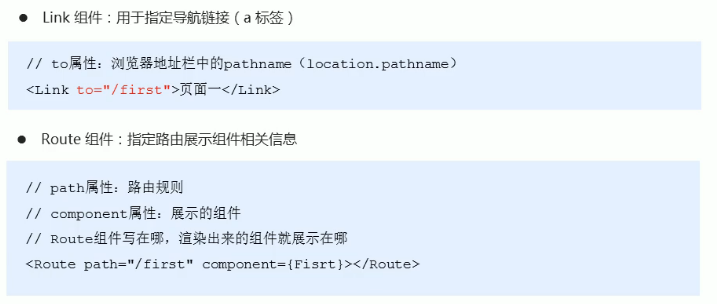 ● Link 组件：用于指定导航链接（a 标签）
// to属性：浏览器地址栏中的pathname（location.pathname）
<Link to="/first">页面一</Link>
● Route 组件：指定路由展示组件相关信息
// path属性：路由规则
// component属性：展示的组件
// Route组件写在哪，渲染出来的组件就展示在哪
<Route path="/first" component={Fisrt}></Route>